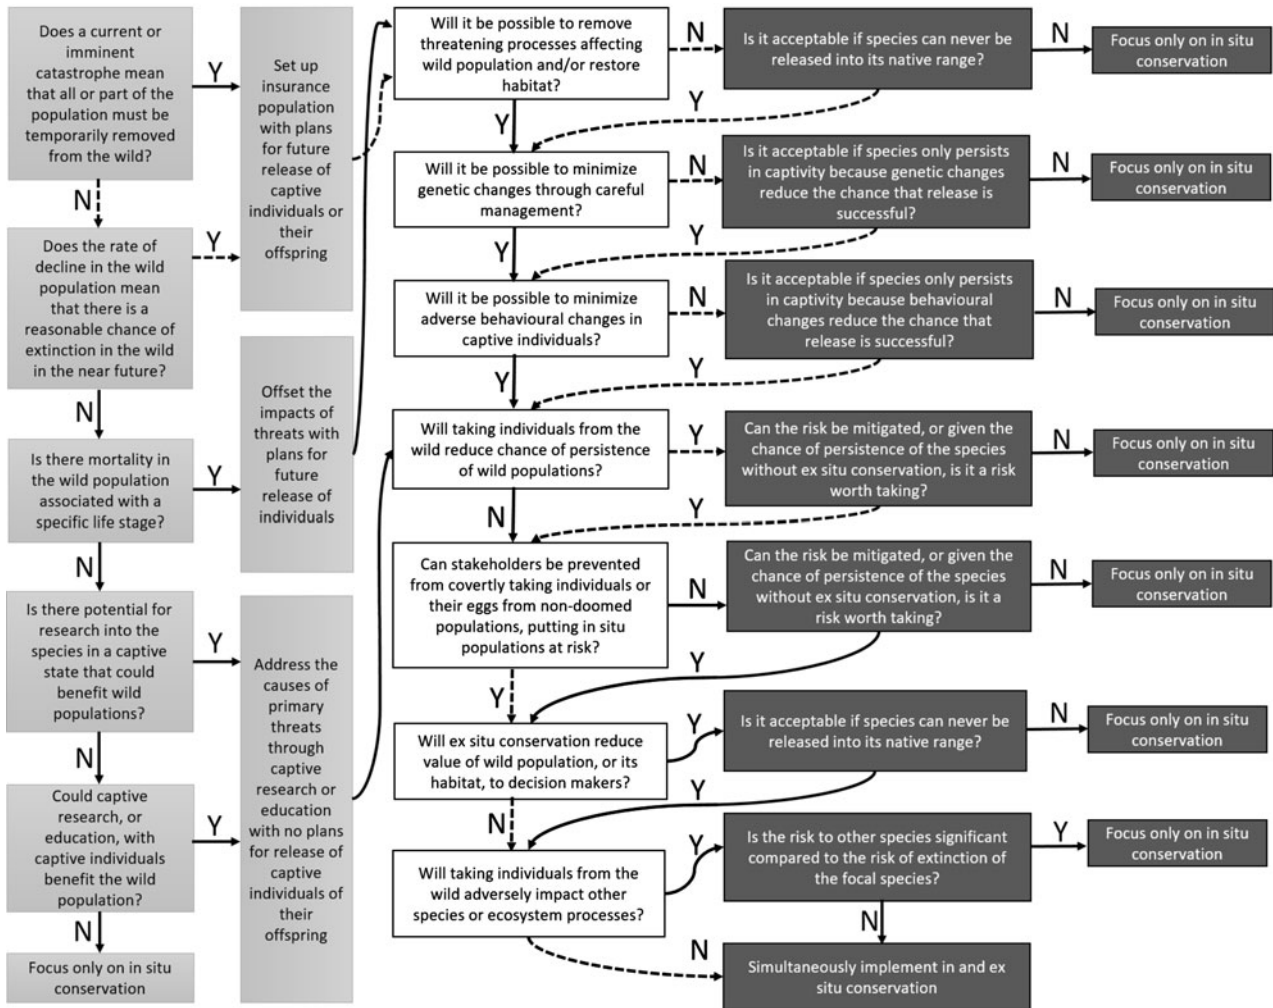 Does a current or
imminent
catastrophe mean
that all or part of the
population must be
temporarily removed
from the wild?
Y
N
Does the rate of
decline in the wild
population mean
that there is a
reasonable chance of
extinction in the wild
in the near future?
Y
N
Is there mortality in
the wild population
associated with a
specific life stage?
Y
N
Is there potential for
research into the
species in a captive
state that could
benefit wild
populations?
Y
N
Could captive
research, or
education, with
captive individuals
benefit the wild
population?
Y
N
Focus only on in situ
conservation
Set up
insurance
population
with plans
for future
release of
captive
individuals or
their
offspring
Offset the
impacts of
threats with
plans for
future
release of
individuals
Address the
causes of
primary
threats
through
captive
research or
education
with no plans
for release of
captive
individuals of
their
offspring
Will it be possible to remove
threatening processes affecting
wild population and/or restore
habitat?
N
Is it acceptable if species can never be
released into its native range?
N
Focus only on in situ
conservation
Y
Y
Will it be possible to minimize
genetic changes through careful
management?
N
Is it acceptable if species only persists
in captivity because genetic changes
reduce the chance that release is
successful?
N
Focus only on in situ
conservation
Y
Y
Will it be possible to minimize
adverse behavioural changes in
captive individuals?
N
Is it acceptable if species only persists
in captivity because behavioural
changes reduce the chance that
release is successful?
N
Focus only on in situ
conservation
Y
Y
Will taking individuals from the
wild reduce chance of persistence
of wild populations?
Y
Can the risk be mitigated, or given the
chance of persistence of the species
without ex situ conservation, is it a risk
worth taking?
N
Focus only on in situ
conservation
N
Y
Can stakeholders be prevented
from covertly taking individuals or
their eggs from non-doomed
populations, putting in situ
populations at risk?
N
Can the risk be mitigated, or given the
chance of persistence of the species
without ex situ conservation, is it a
risk worth taking?
N
Focus only on in situ
conservation
Y
Y
Will ex situ conservation reduce
value of wild population, or its
habitat, to decision makers?
Y
Is it acceptable if species can never be
released into its native range?
N
Focus only on in situ
conservation
N
Y
Will taking individuals from the
wild adversely impact other
species or ecosystem processes?
Y
Is the risk to other species significant
compared to the risk of extinction of
the focal species?
Y
Focus only on in situ
conservation
N
N
Simultaneously implement in and ex
situ conservation